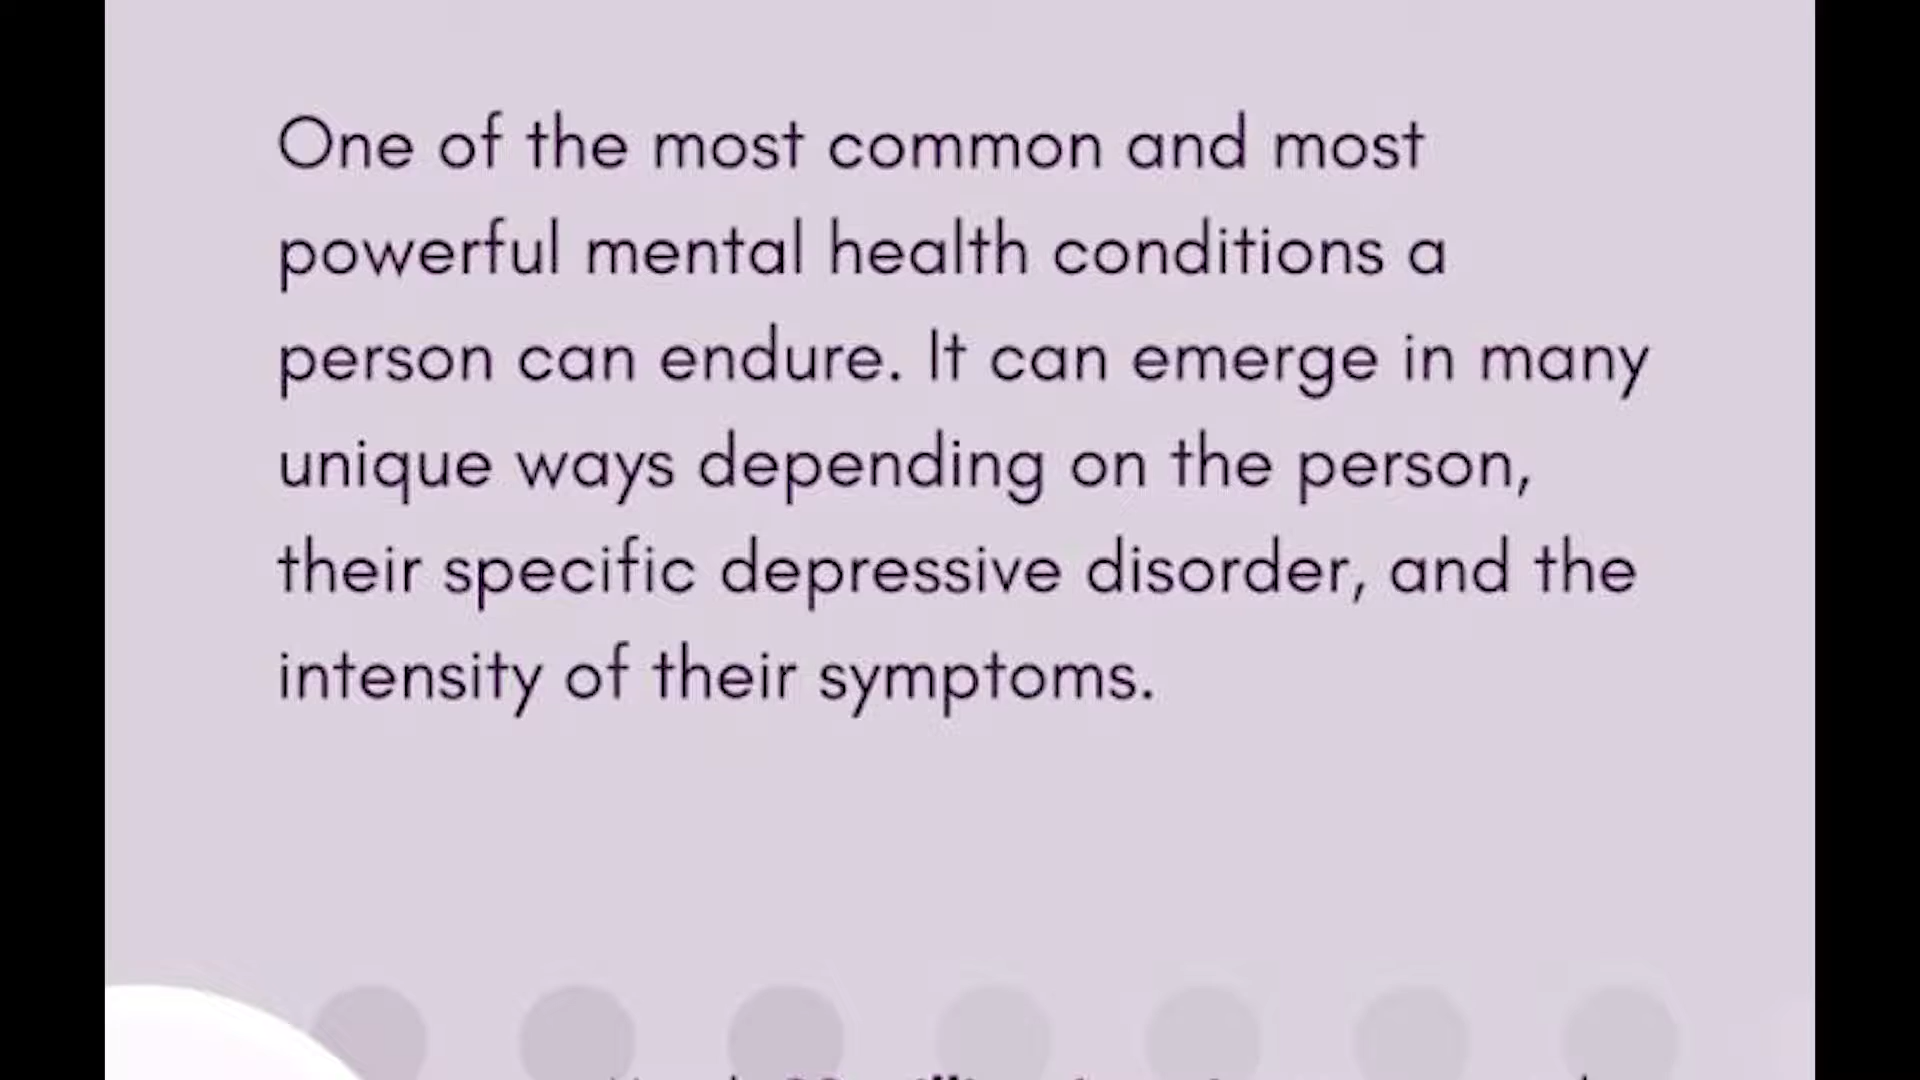 One of the most common and most
powerful mental health conditions a
person can endure. It can emerge in many
unique ways depending on the person,
their specific depressive disorder, and the
intensity of their symptoms.